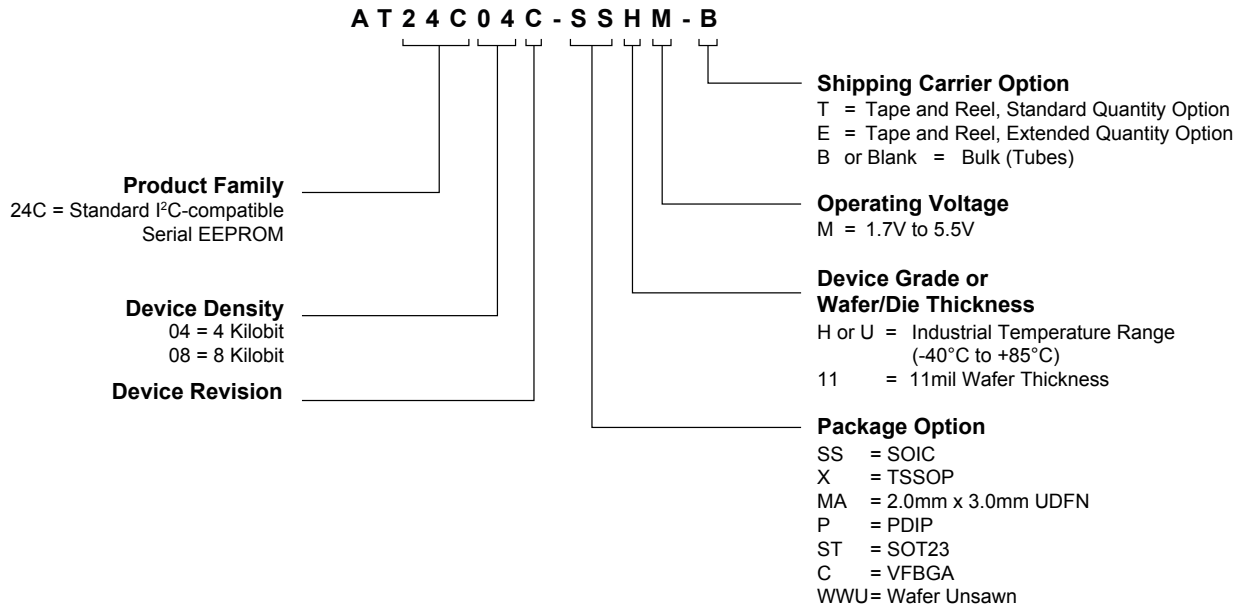 AT24C04C-SSHM-B
Shipping Carrier Option
T = Tape and Reel, Standard Quantity Option
E = Tape and Reel, Extended Quantity Option
B or Blank = Bulk (Tubes)
Product Family
24C = Standard I²C-compatible
Serial EEPROM
Operating Voltage
M = 1.7V to 5.5V
Device Grade or
Wafer/Die Thickness
H or U = Industrial Temperature Range
(-40°C to +85°C)
11 = 11mil Wafer Thickness
Device Density
04 = 4 Kilobit
08 = 8 Kilobit
Device Revision
Package Option
SS = SOIC
X = TSSOP
MA = 2.0mm x 3.0mm UDFN
P = PDIP
ST = SOT23
C = VFBGA
WWU= Wafer Unsawn